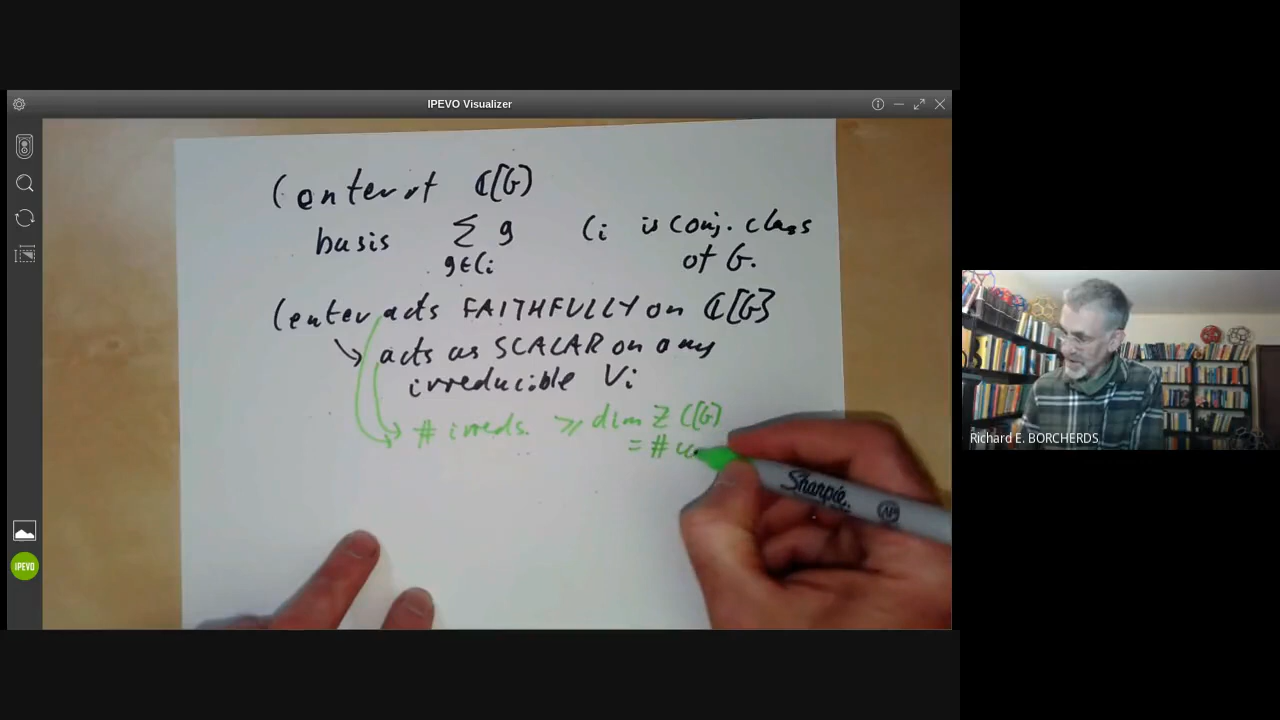 IPEVO Visualizer
Center of ℂ[G]
basis Σ g Ci is conj. class
g∈Ci of G.
Center acts FAITHFULLY on ℂ[G]
↘ acts as SCALAR on any
irreducible Vi
# irreds. ≥ dim Z ℂ[G]
= #
Sharpie.
AP
IPEVO
Richard E. BORCHERDS